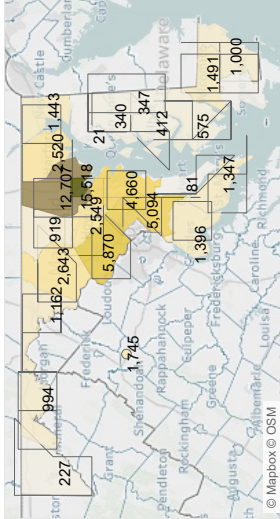 Castle
Cumberland
1,443
2,520
12,707
15,518
919
2,549
2,643
5,870
1,162
4,660
5,094
21
340
347
412
575
Delaware
1,491
1,000
81
1,347
1,396
994
227
1,745
Loudoun
Frederick
Shenandoah
Rappahannock
Culpeper
Fredericksburg
Caroline
Richmond
Grant
Pendleton
Rockingham
Greene
Louisa
Albemarle
Augusta
© Mapbox © OSM